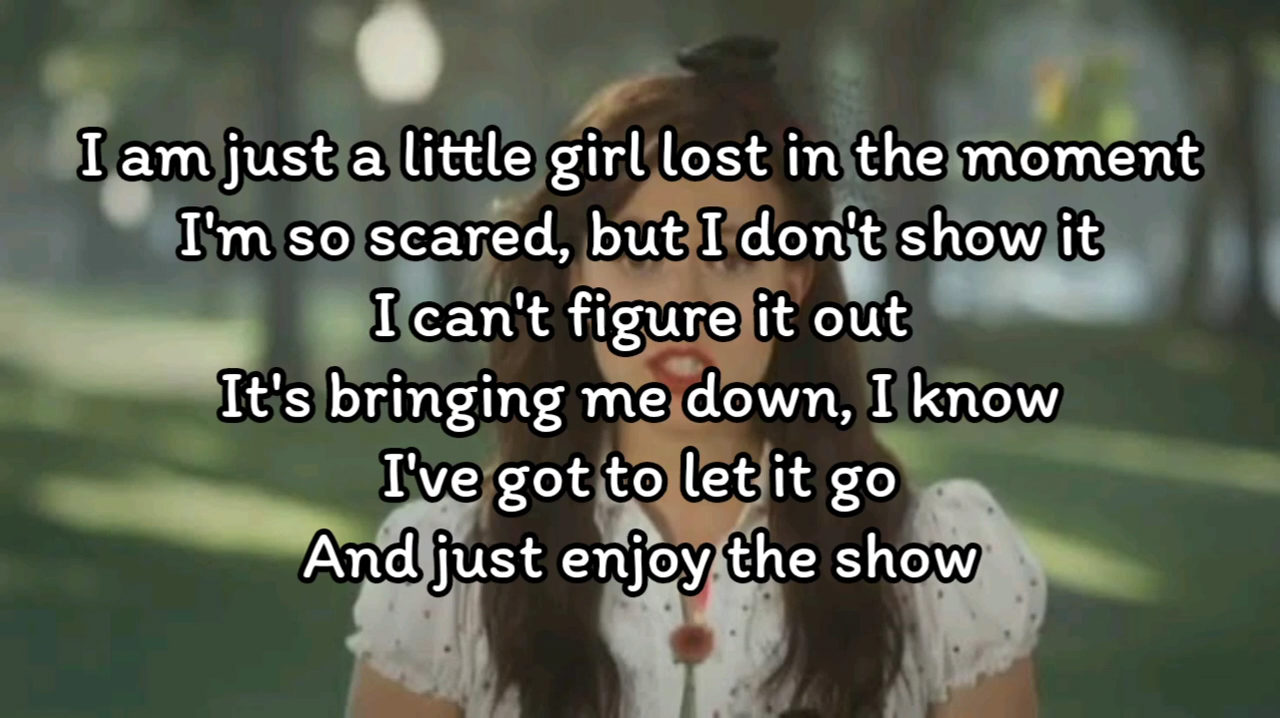 I am just a little girl lost in the moment
I'm so scared, but I don't show it
I can't figure it out
It's bringing me down, I know
I've got to let it go
And just enjoy the show